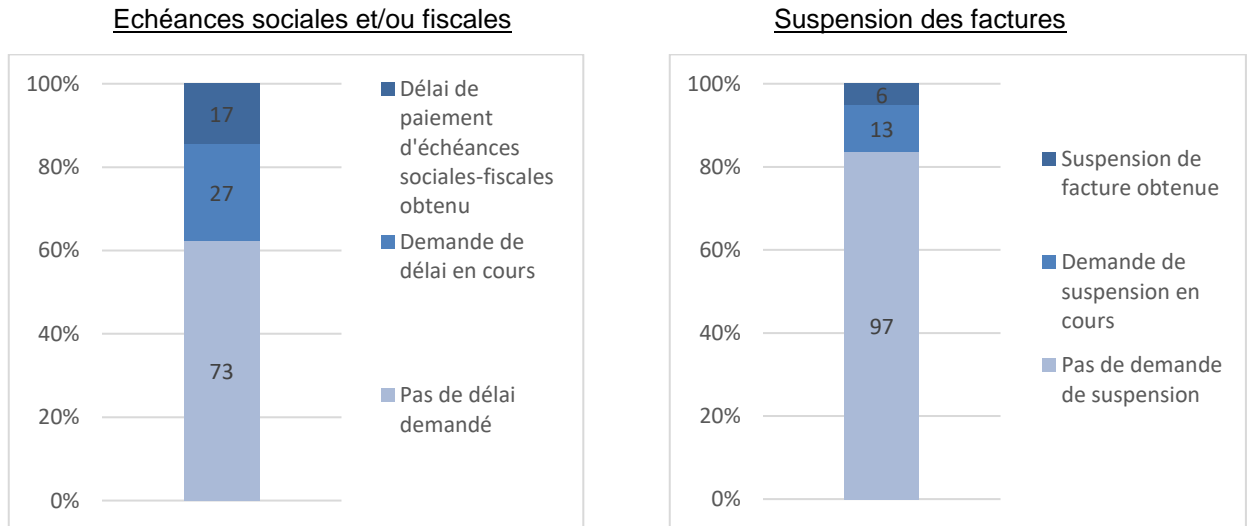 Echéances sociales et/ou fiscales
100%
80%
60%
40%
20%
0%
17
27
73
Délai de
paiement
d'échéances
sociales-fiscales
obtenu
Demande de
délai en cours
Pas de délai
demandé
Suspension des factures
100%
80%
60%
40%
20%
0%
6
13
97
Suspension de
facture obtenue
Demande de
suspension en
cours
Pas de demande
de suspension